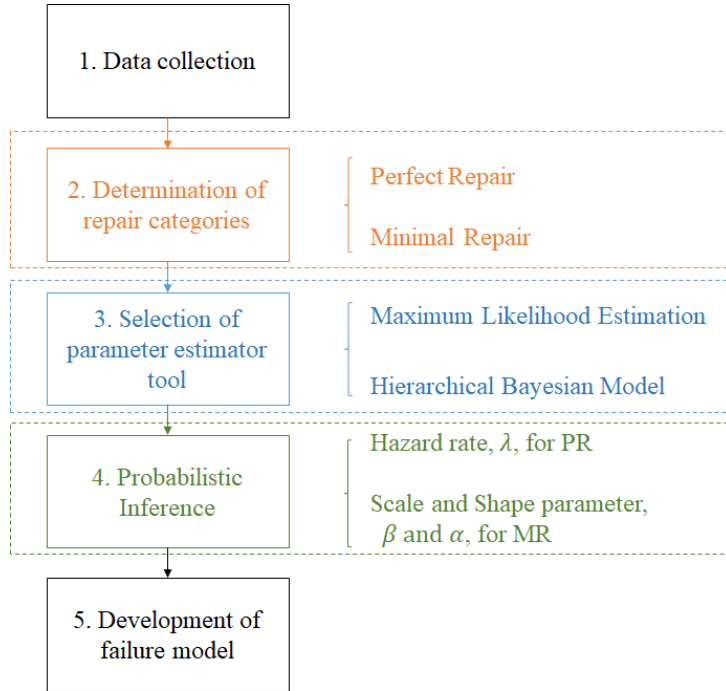 1. Data collection
2. Determination of
repair categories
Perfect Repair
Minimal Repair
3. Selection of
parameter estimator
tool
Maximum Likelihood Estimation
Hierarchical Bayesian Model
4. Probabilistic
Inference
Hazard rate, λ, for PR
Scale and Shape parameter,
β and α, for MR
5. Development of
failure model